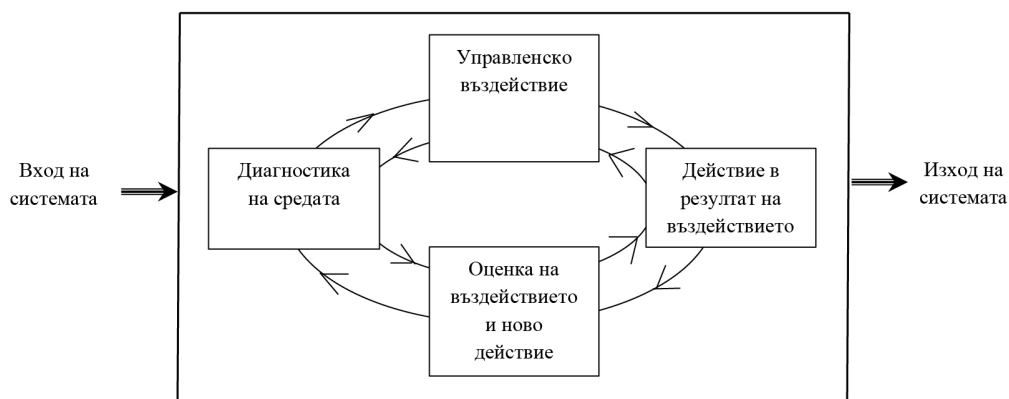 Управленско
въздействие
Вход на
системата
Диагностика
на средата
Действие в
резултат на
въздействието
Изход на
системата
Оценка на
въздействието
и ново
действие